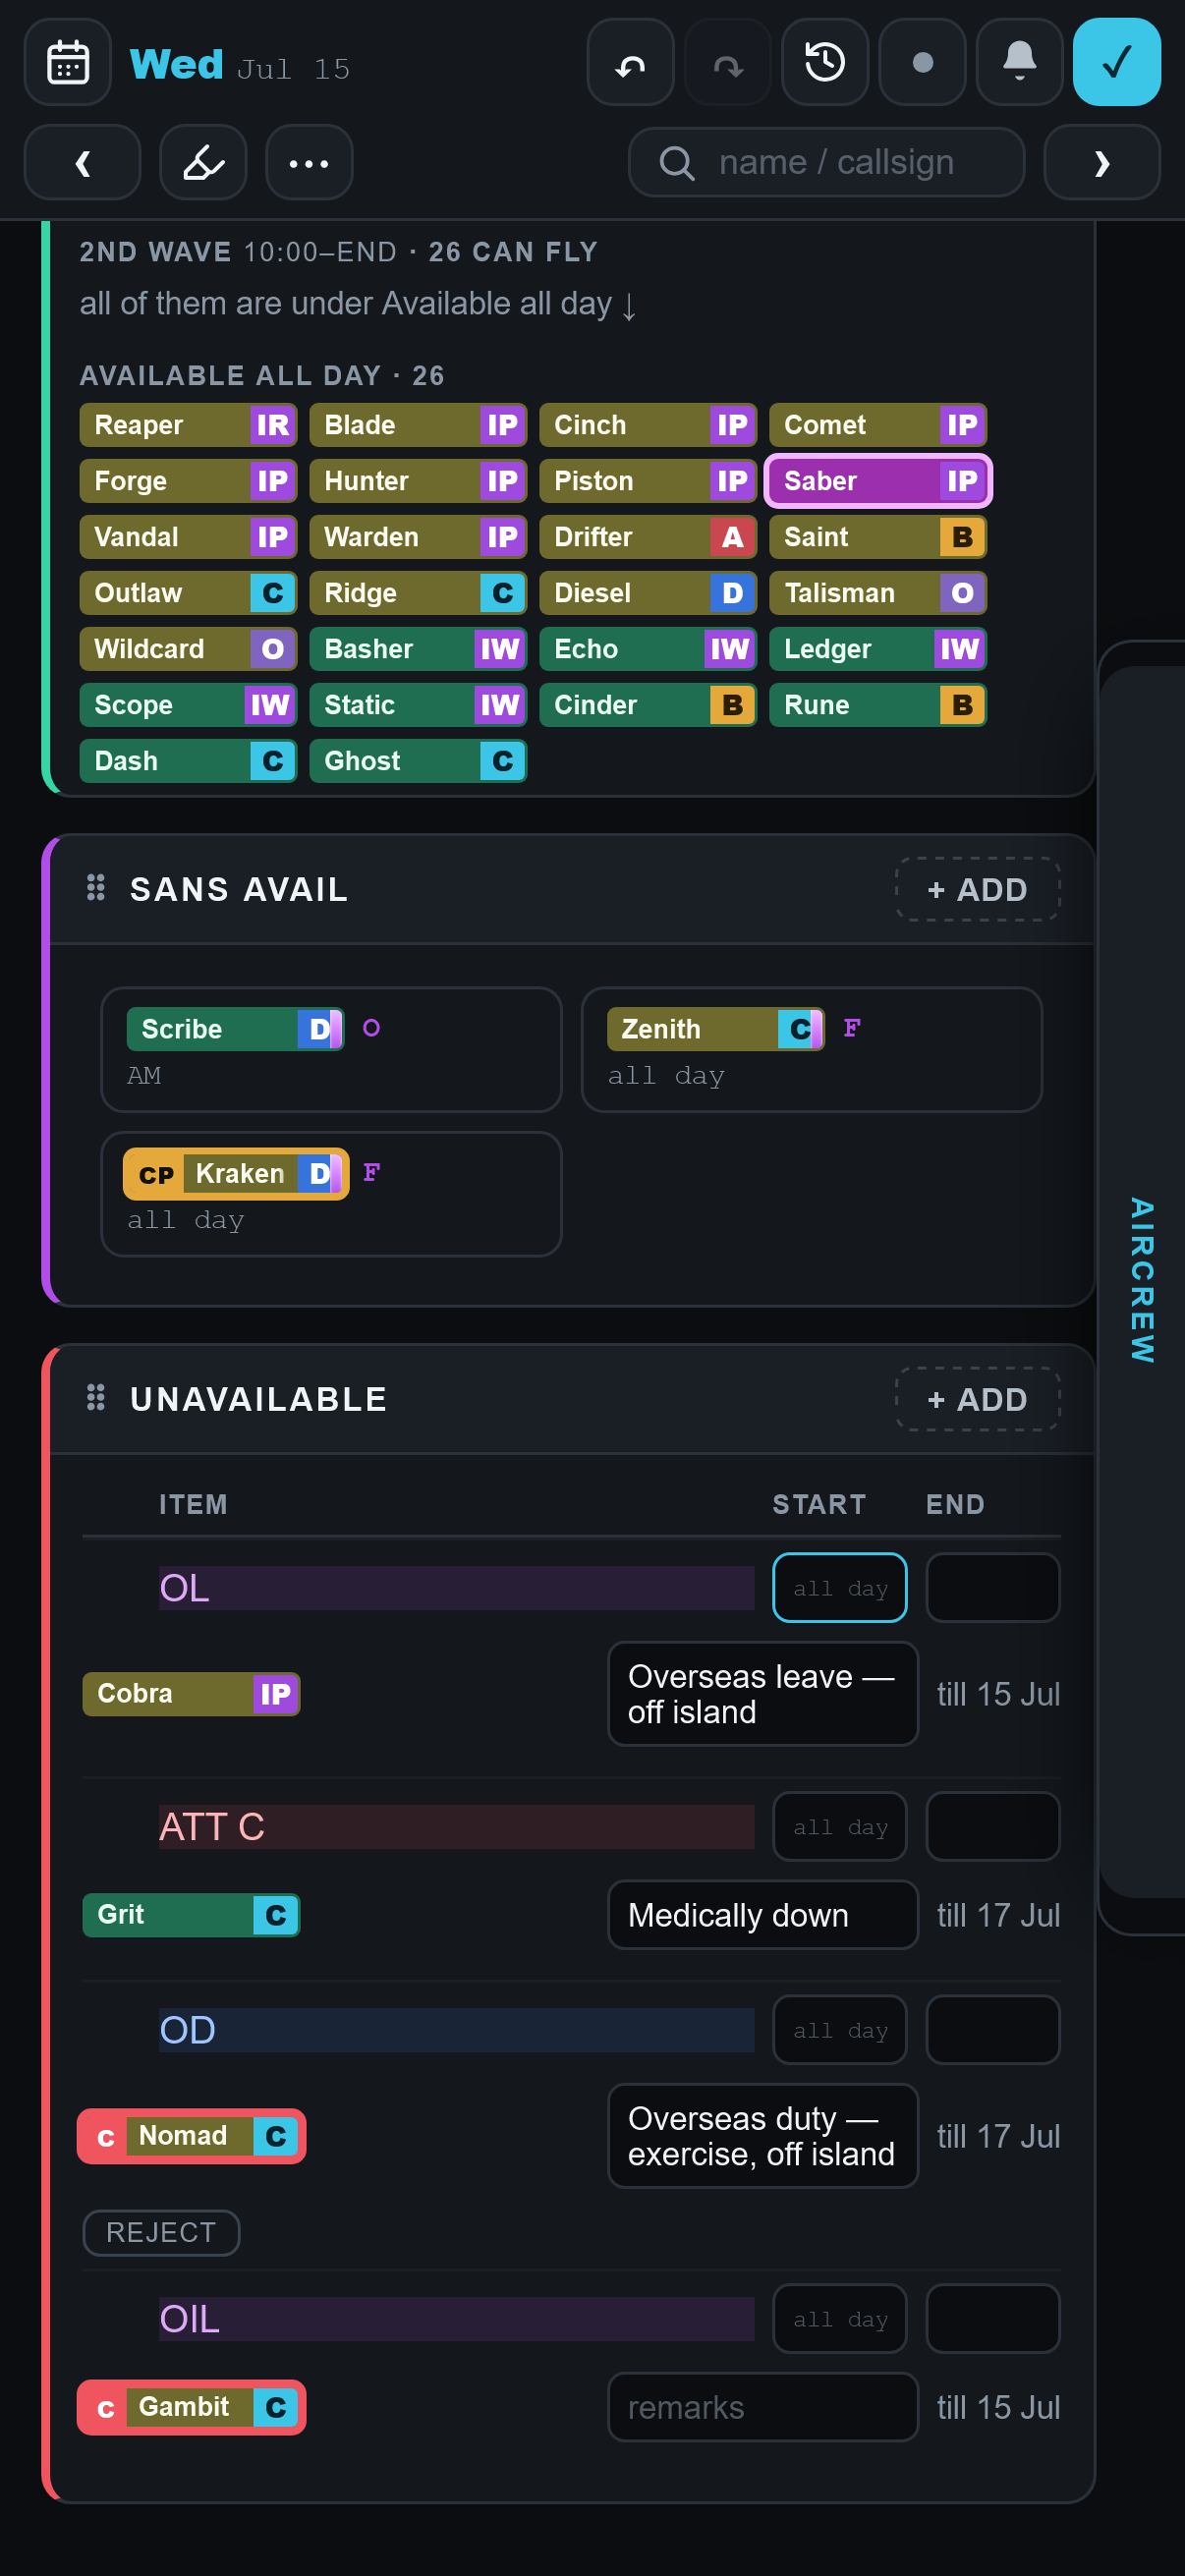 Wed Jul 15
name / callsign
2ND WAVE 10:00–END · 26 CAN FLY
all of them are under Available all day ↓
AVAILABLE ALL DAY · 26
Reaper IR Blade IP Cinch IP Comet IP
Forge IP Hunter IP Piston IP Saber IP
Vandal IP Warden IP Drifter A Saint B
Outlaw C Ridge C Diesel D Talisman O
Wildcard O Basher IW Echo IW Ledger IW
Scope IW Static IW Cinder B Rune B
Dash C Ghost C
SANS AVAIL + ADD
Scribe D O Zenith C F
AM all day
CP Kraken D F
all day
AIRCREW
UNAVAILABLE + ADD
ITEM START END
OL all day
Cobra IP Overseas leave — till 15 Jul
off island
ATT C all day
Grit C Medically down till 17 Jul
OD all day
C Nomad C Overseas duty — till 17 Jul
exercise, off island
REJECT
OIL all day
C Gambit C remarks till 15 Jul